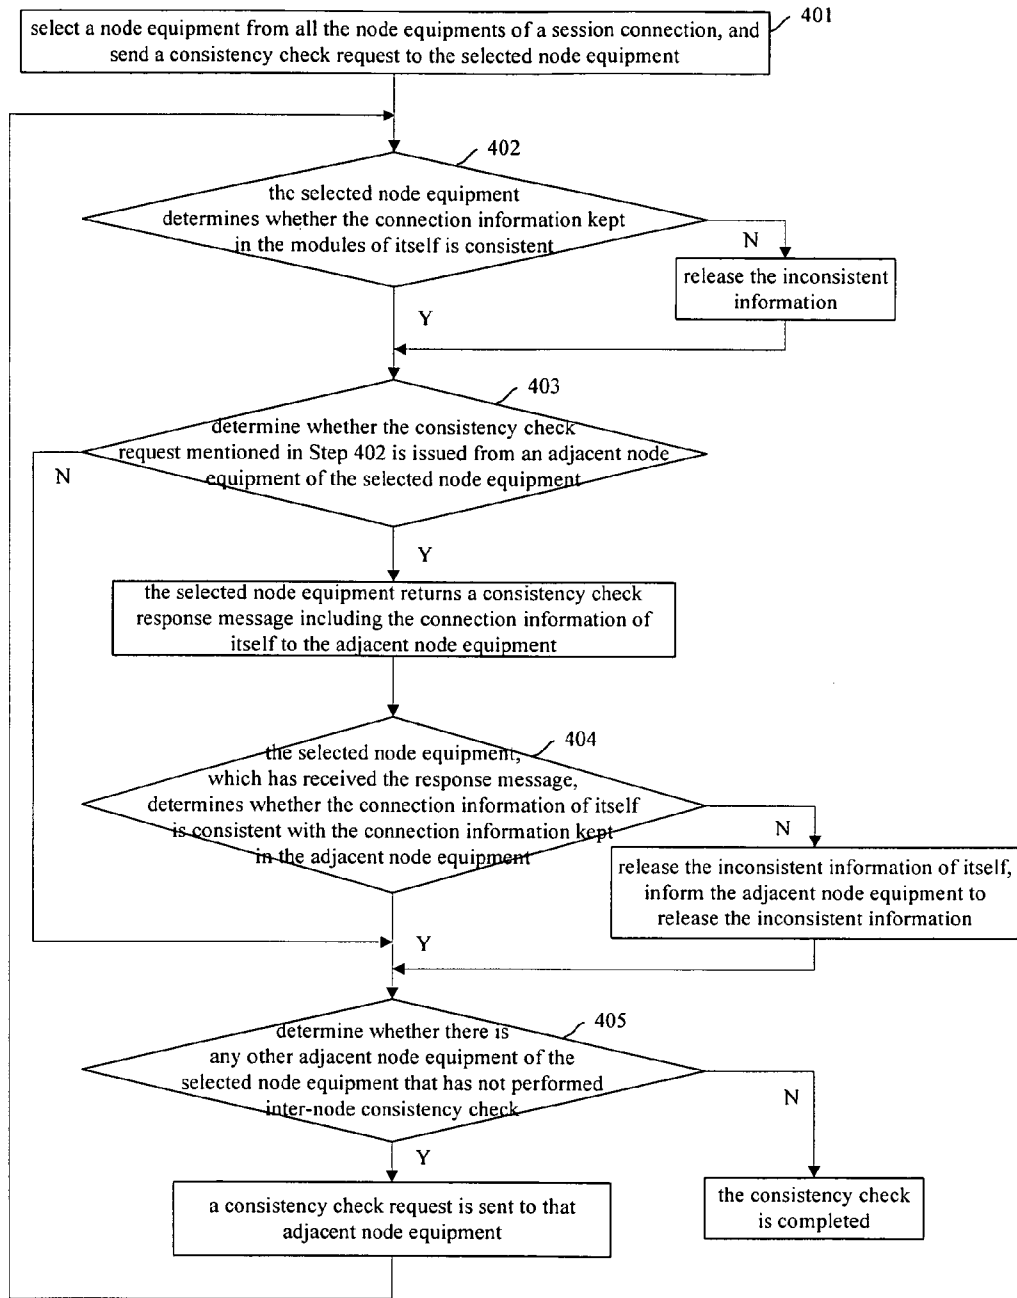 401
select a node equipment from all the node equipments of a session connection, and
send a consistency check request to the selected node equipment
402
thc selected node equipment
determines whether the connection information kept
in the modules of itself is consistent
N
release the inconsistent
information
Y
403
determine whether the consistency check
request mentioned in Step 402 is issued from an adjacent node
equipment of the selected node equipment
N
Y
the selected node equipment returns a consistency check
response message including the connection information of
itself to the adjacent node equipment
404
the selected node equipment,
which has received the response message,
determines whether the connection information of itself
is consistent with the connection information kept
in the adjacent node equipment
N
release the inconsistent information of itself,
inform the adjacent node equipment to
release the inconsistent information
Y
405
determine whether there is
any other adjacent node equipment of the
selected node equipment that has not performed
inter-node consistency check
N
Y
a consistency check request is sent to that
adjacent node equipment
the consistency check
is completed